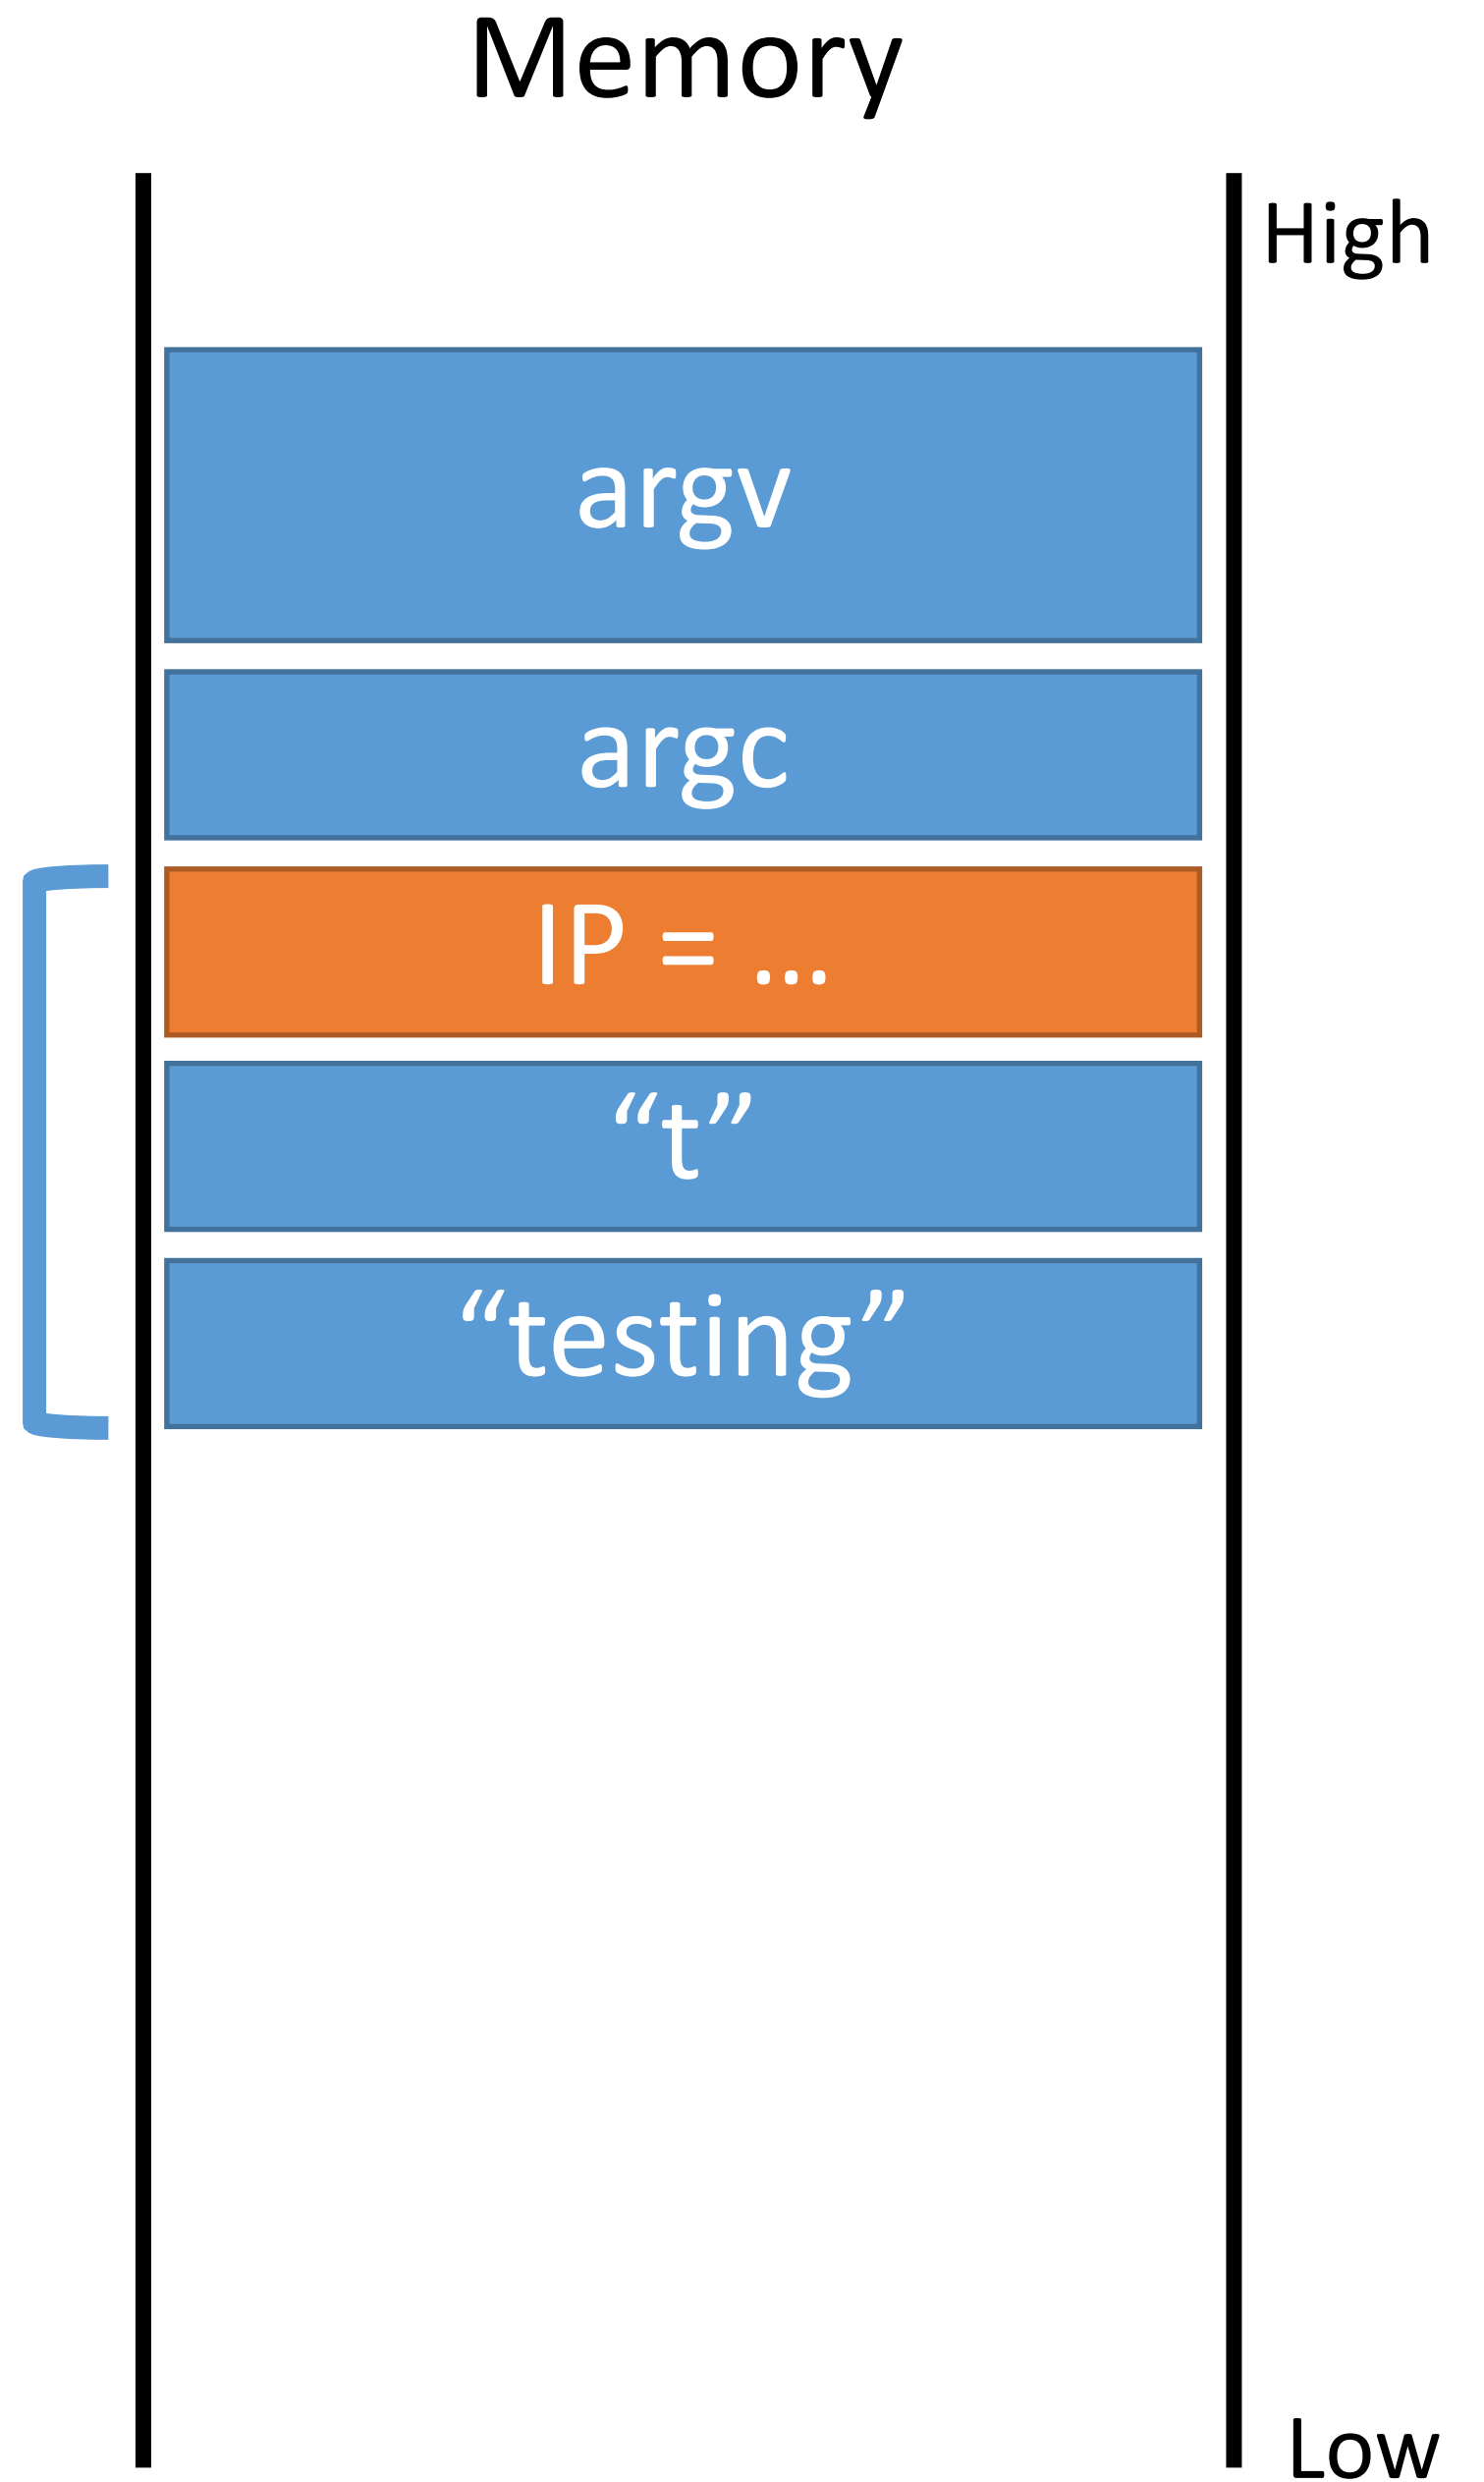 Memory
High
argv
argc
IP = …
“t”
“testing”
Low